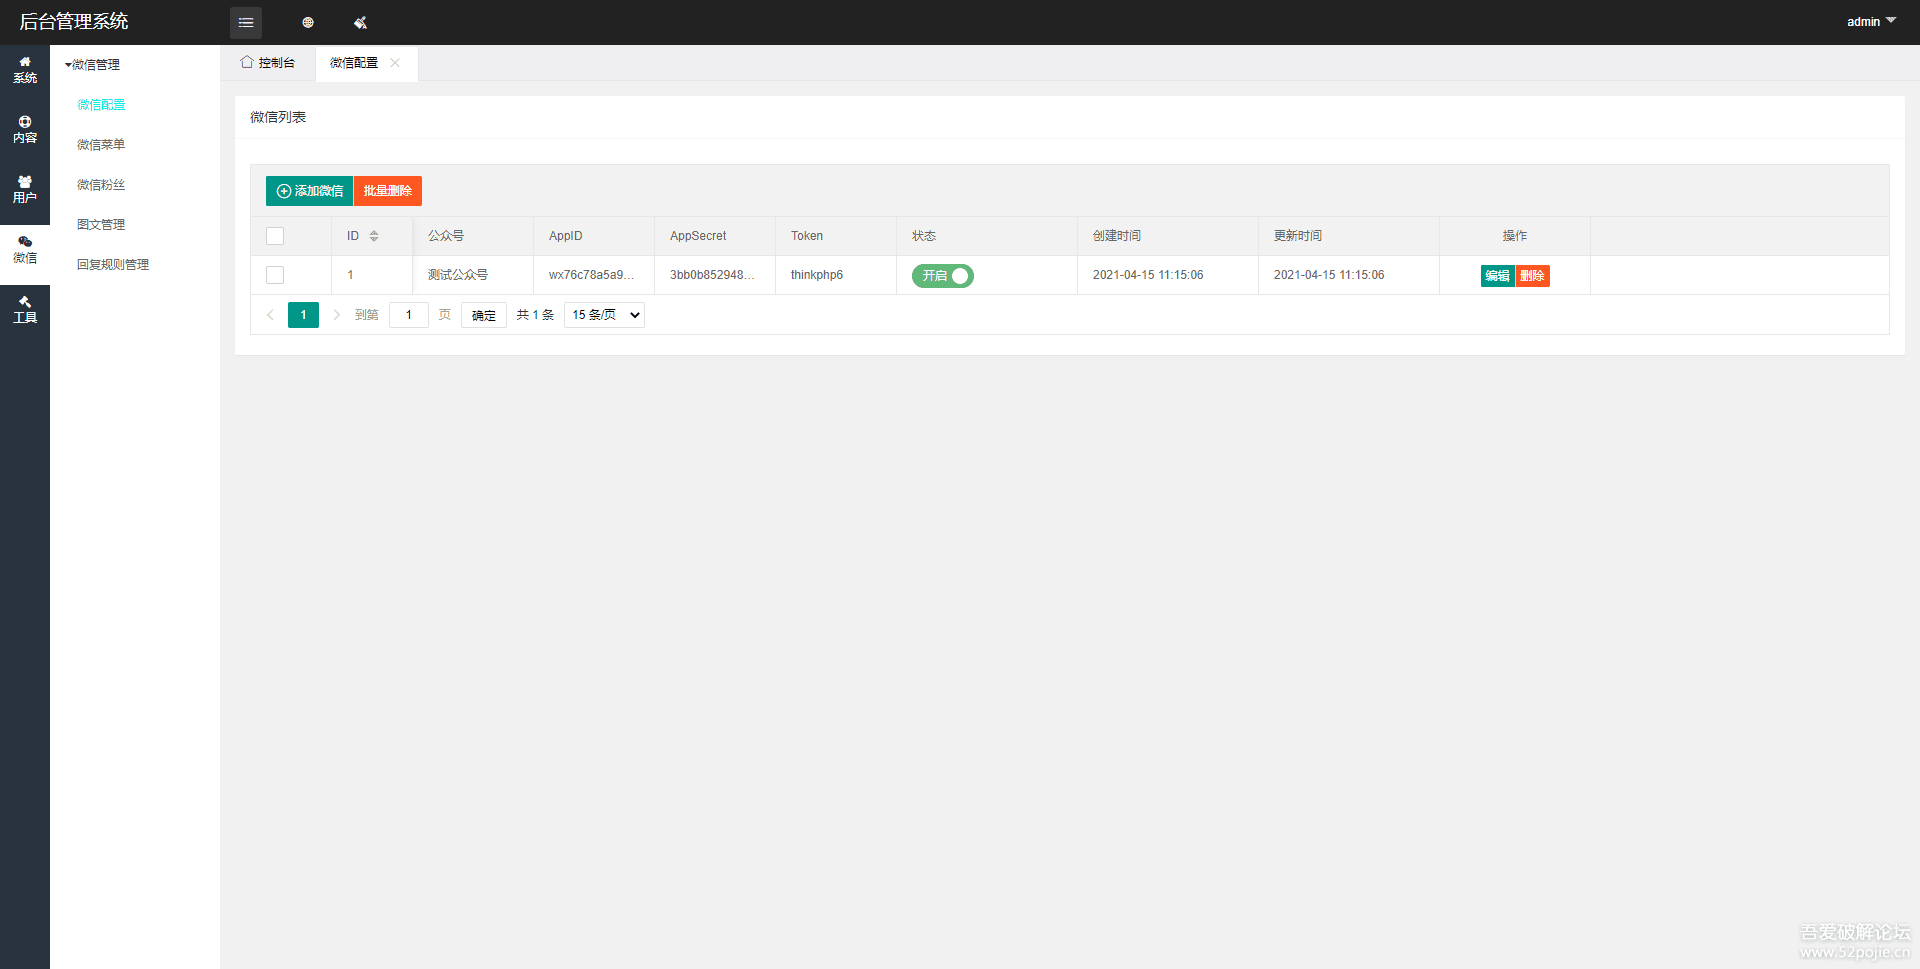 后台管理系统
admin
系统
内容
用户
微信
工具
微信管理
微信配置
微信菜单
微信粉丝
图文管理
回复规则管理
控制台 微信配置
微信列表
添加微信 批量删除
ID 公众号 AppID AppSecret Token 状态 创建时间 更新时间 操作
1 测试公众号 wx76c78a5a9... 3bb0b852948... thinkphp6 开启 2021-04-15 11:15:06 2021-04-15 11:15:06 编辑 删除
1 到第 1 页 确定 共 1 条 15 条/页
吾爱破解论坛
www.52pojie.cn